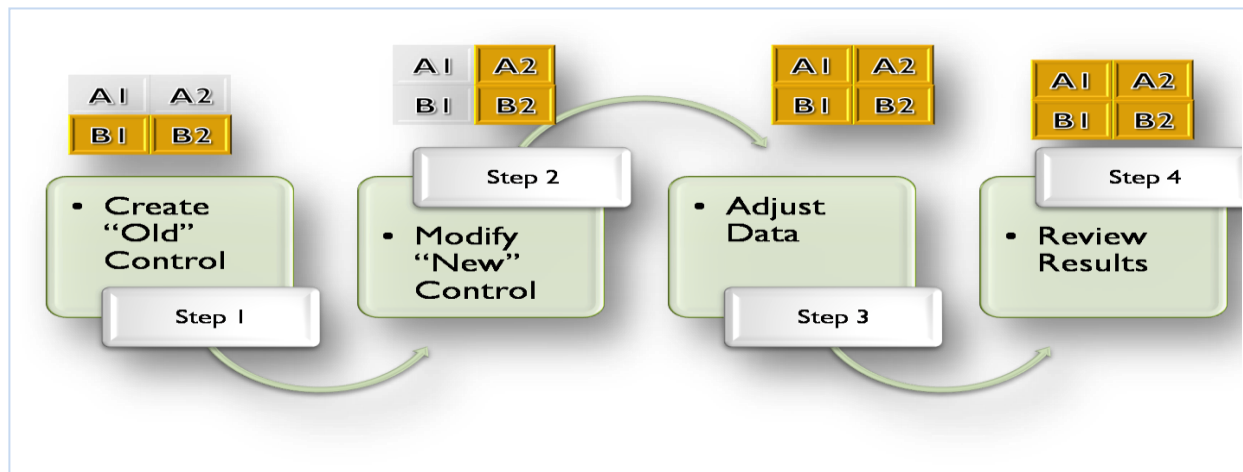 A1 A2
B1 B2
• Create
“Old”
Control
Step 1
A1 A2
B1 B2
Step 2
• Modify
“New”
Control
A1 A2
B1 B2
• Adjust
Data
Step 3
A1 A2
B1 B2
Step 4
• Review
Results